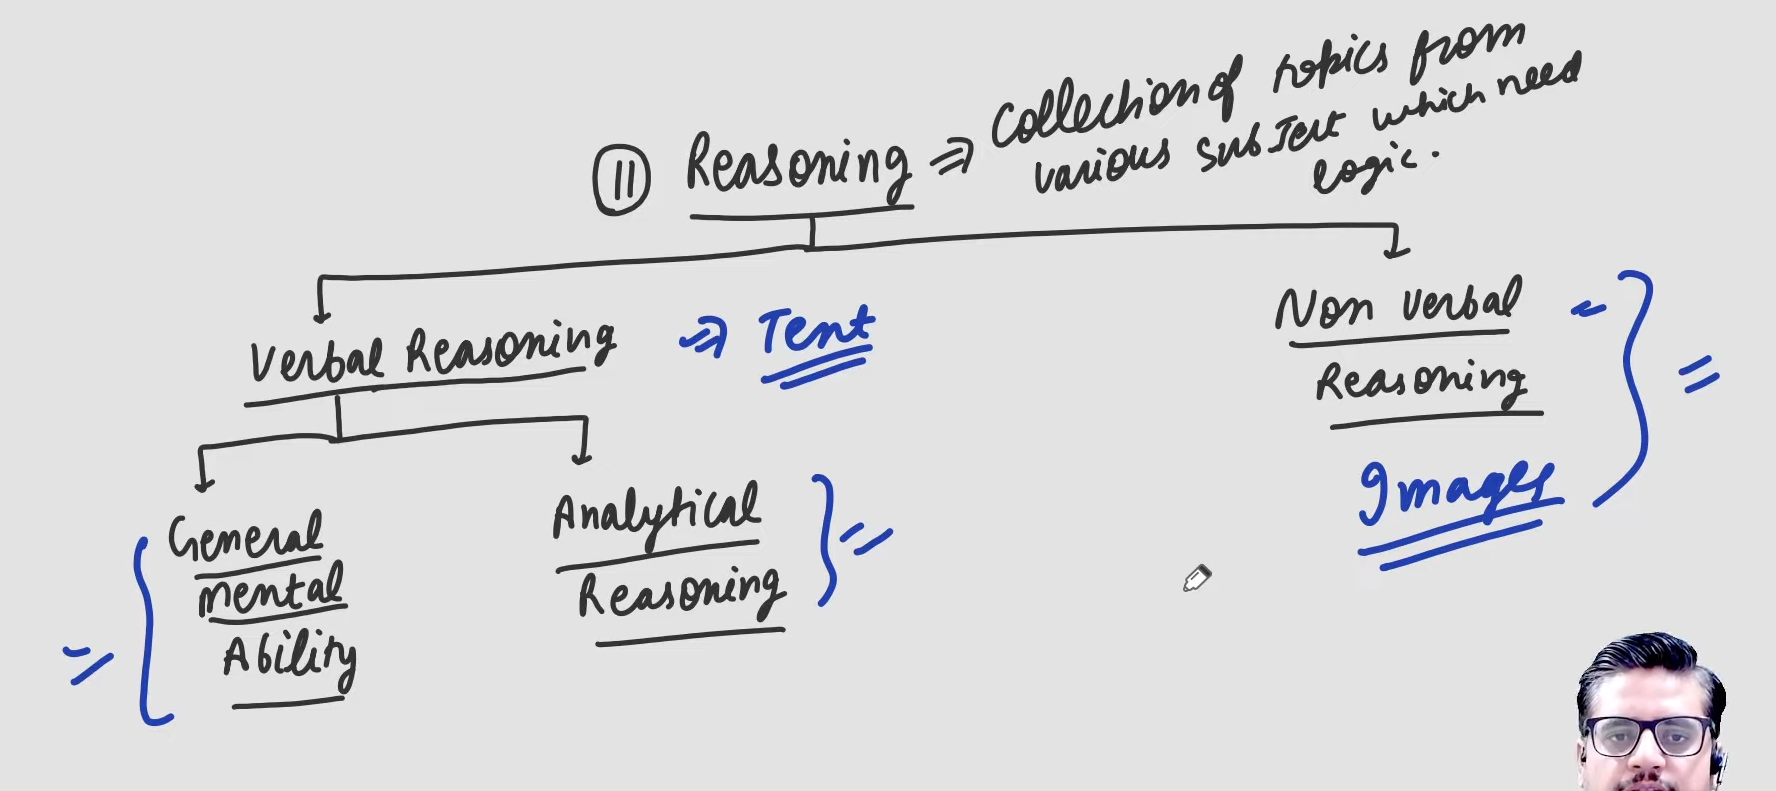 ⑪ Reasoning ⇒ Collection of topics from
various subject which need
logic.
Verbal Reasoning ⇒ Text
Non Verbal
Reasoning
Images
General
Mental
Ability
Analytical
Reasoning